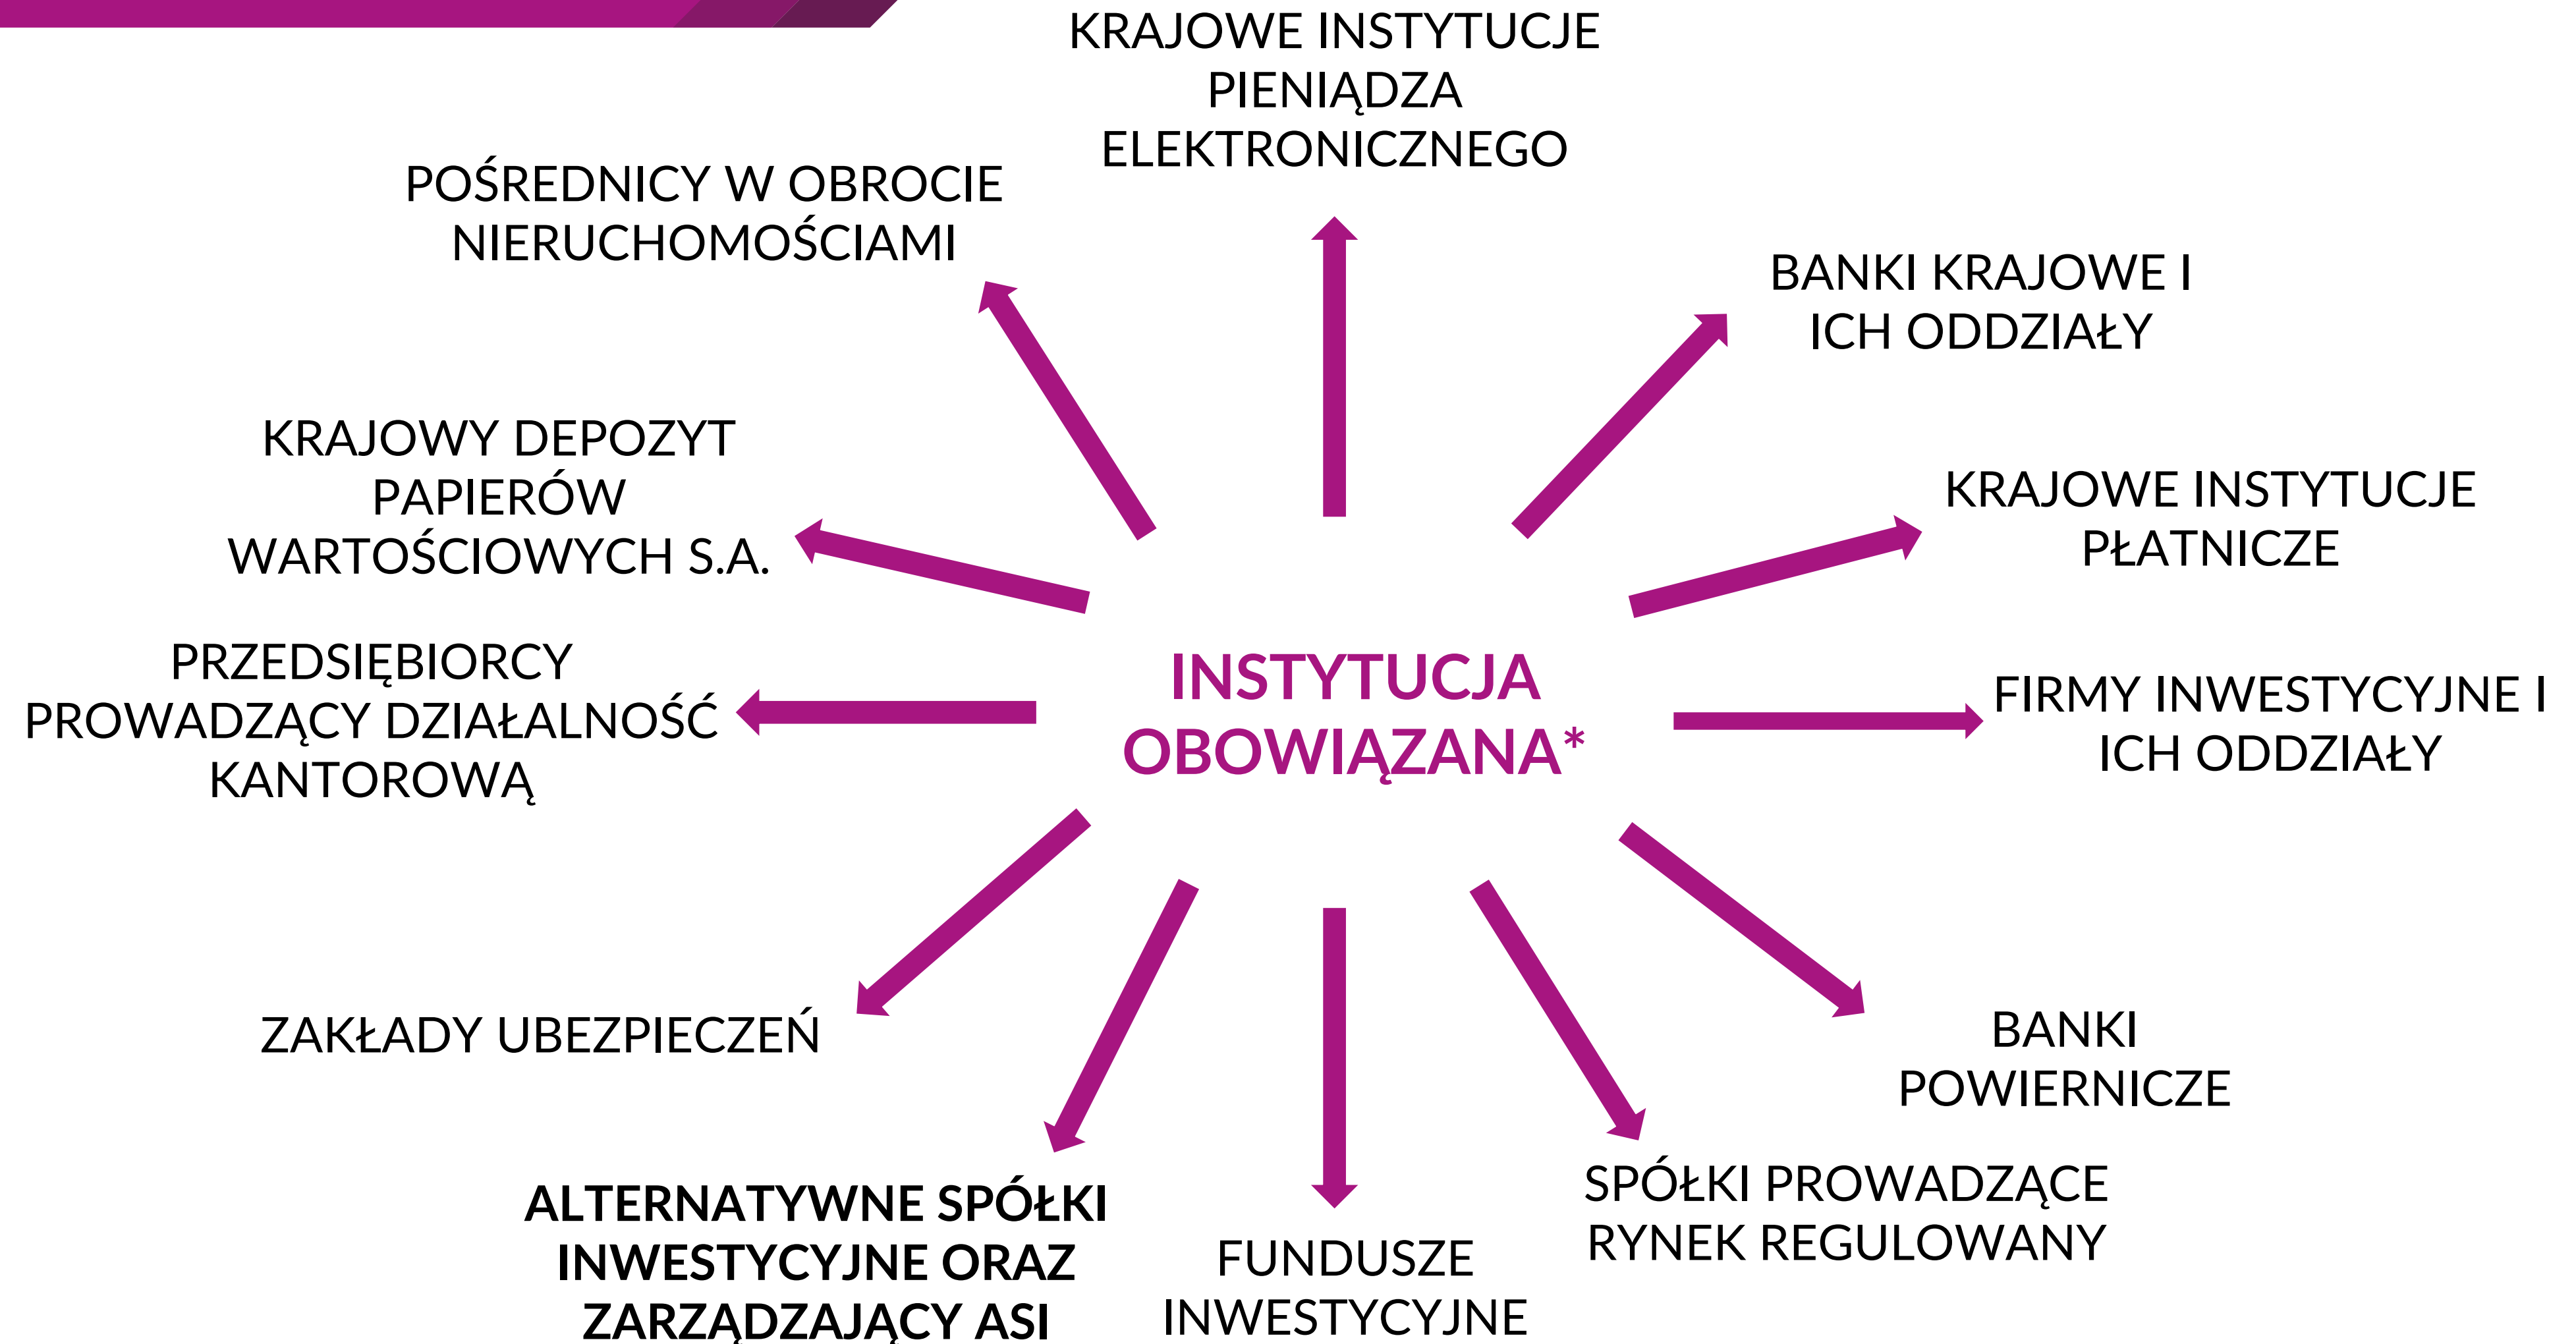 KRAJOWE INSTYTUCJE
PIENIĄDZA
ELEKTRONICZNEGO
POŚREDNICY W OBROCIE
NIERUCHOMOŚCIAMI
BANKI KRAJOWE I
ICH ODDZIAŁY
KRAJOWY DEPOZYT
PAPIERÓW
WARTOŚCIOWYCH S.A.
KRAJOWE INSTYTUCJE
PŁATNICZE
PRZEDSIĘBIORCY
PROWADZĄCY DZIAŁALNOŚĆ
KANTOROWĄ
INSTYTUCJA
OBOWIĄZANA*
FIRMY INWESTYCYJNE I
ICH ODDZIAŁY
ZAKŁADY UBEZPIECZEŃ
BANKI
POWIERNICZE
ALTERNATYWNE SPÓŁKI
INWESTYCYJNE ORAZ
ZARZĄDZAJĄCY ASI
FUNDUSZE
INWESTYCYJNE
SPÓŁKI PROWADZĄCE
RYNEK REGULOWANY